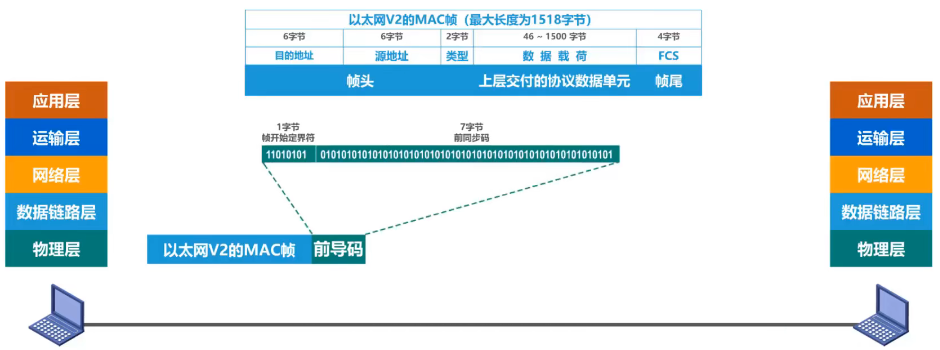 以太网V2的MAC帧（最大长度为1518字节）
6字节 6字节 2字节 46 ~ 1500 字节 4字节
目的地址 源地址 类型 数 据 载 荷 FCS
帧头 上层交付的协议数据单元 帧尾
应用层
运输层
网络层
数据链路层
物理层
1字节
帧开始定界符
7字节
前同步码
11010101 01010101010101010101010101010101010101010101010101010101
以太网V2的MAC帧 前导码
应用层
运输层
网络层
数据链路层
物理层